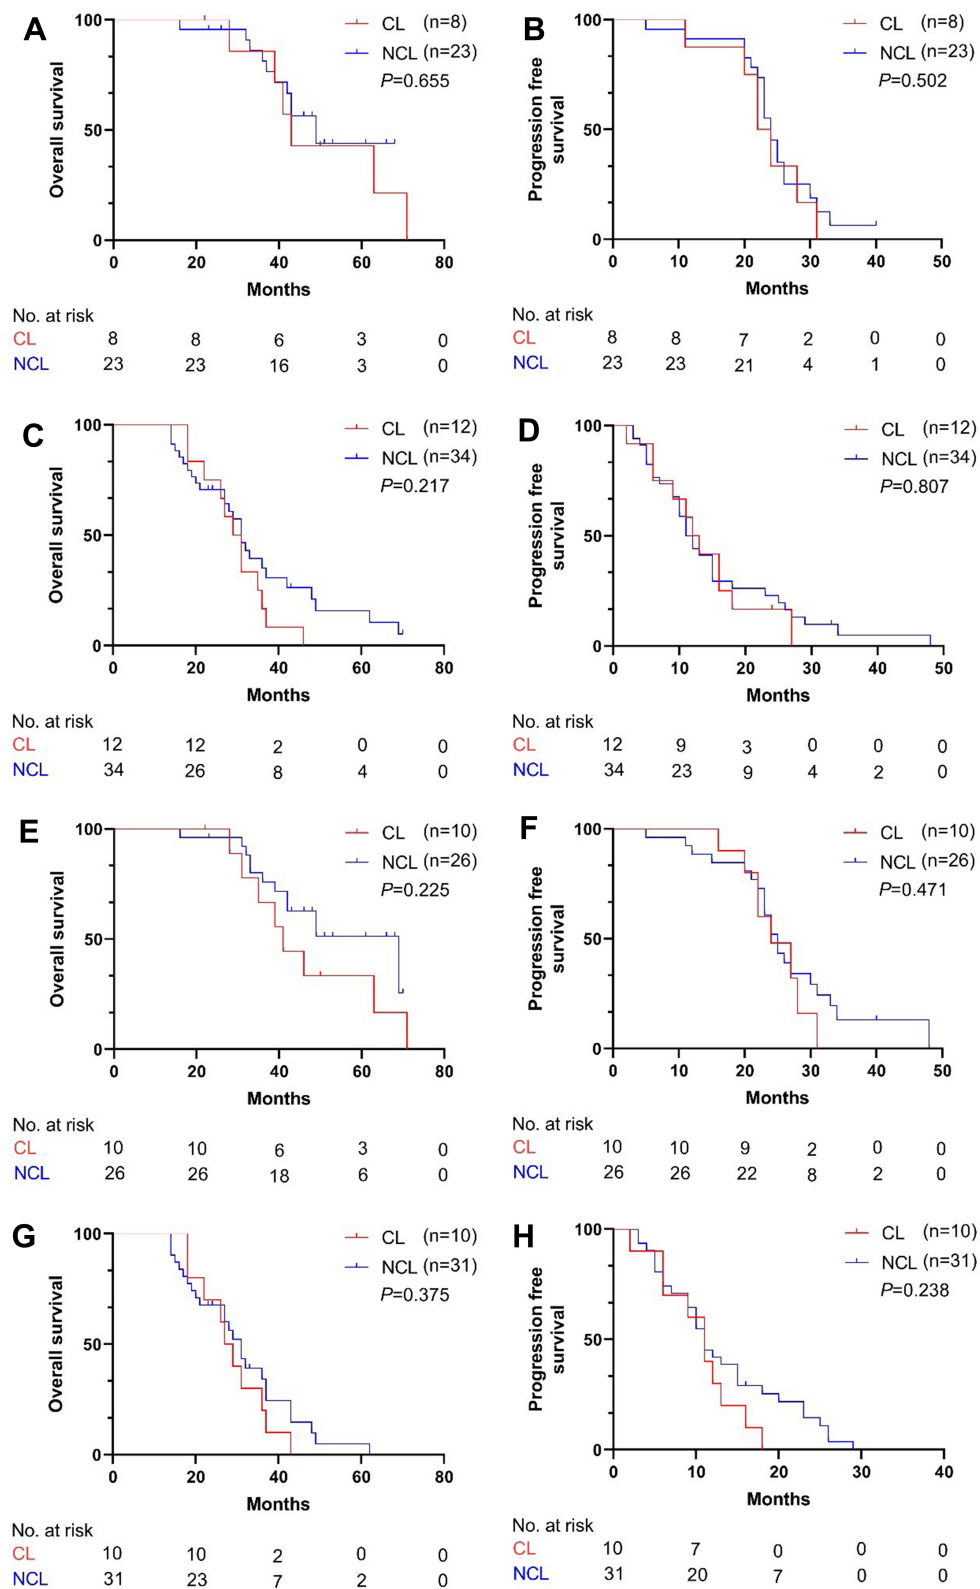 A
CL (n=8)
NCL (n=23)
P=0.655
Overall survival
100
50
0
0 20 40 60 80
Months
No. at risk
CL 8 8 6 3 0
NCL 23 23 16 3 0
B
CL (n=8)
NCL (n=23)
P=0.502
Progression free
survival
100
50
0
0 10 20 30 40 50
Months
No. at risk
8 8 7 2 0 0
23 23 21 4 1 0
C
CL (n=12)
NCL (n=34)
P=0.217
Overall survival
100
50
0
0 20 40 60 80
Months
No. at risk
CL 12 12 2 0 0
NCL 34 26 8 4 0
D
CL (n=12)
NCL (n=34)
P=0.807
Progression free
survival
100
50
0
0 10 20 30 40 50
Months
No. at risk
CL 12 9 3 0 0 0
NCL 34 23 9 4 2 0
E
CL (n=10)
NCL (n=26)
P=0.225
Overall survival
100
50
0
0 20 40 60 80
Months
No. at risk
CL 10 10 6 3 0
NCL 26 26 18 6 0
F
CL (n=10)
NCL (n=26)
P=0.471
Progression free
survival
100
50
0
0 10 20 30 40 50
Months
No. at risk
CL 10 10 9 2 0 0
NCL 26 26 22 8 2 0
G
CL (n=10)
NCL (n=31)
P=0.375
Overall survival
100
50
0
0 20 40 60 80
Months
No. at risk
CL 10 10 2 0 0
NCL 31 23 7 2 0
H
CL (n=10)
NCL (n=31)
P=0.238
Progression free
survival
100
50
0
0 10 20 30 40
Months
No. at risk
CL 10 7 0 0 0
NCL 31 20 7 0 0